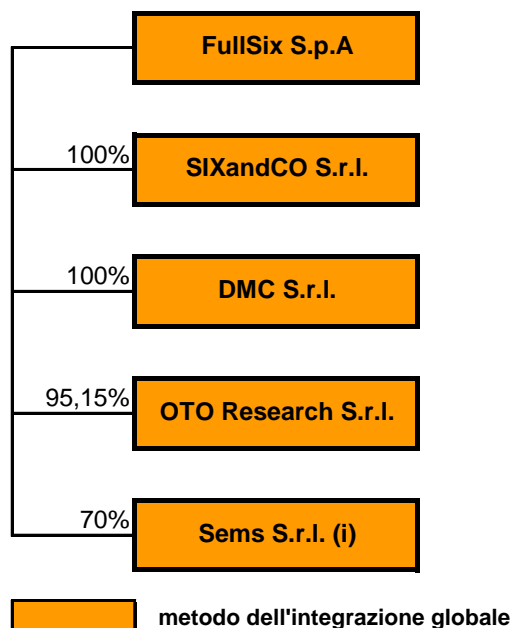 FullSix S.p.A
100%
SIXandCO S.r.l.
100%
DMC S.r.l.
95,15%
OTO Research S.r.l.
70%
Sems S.r.l. (i)
metodo dell'integrazione globale